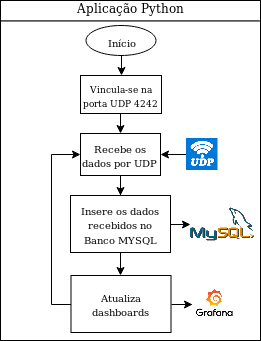 Aplicação Python
Início
Vincula-se na
porta UDP 4242
Recebe os
dados por UDP
UDP
Insere os dados
recebidos no
Banco MYSQL
MySQL
Atualiza
dashboards
Grafana